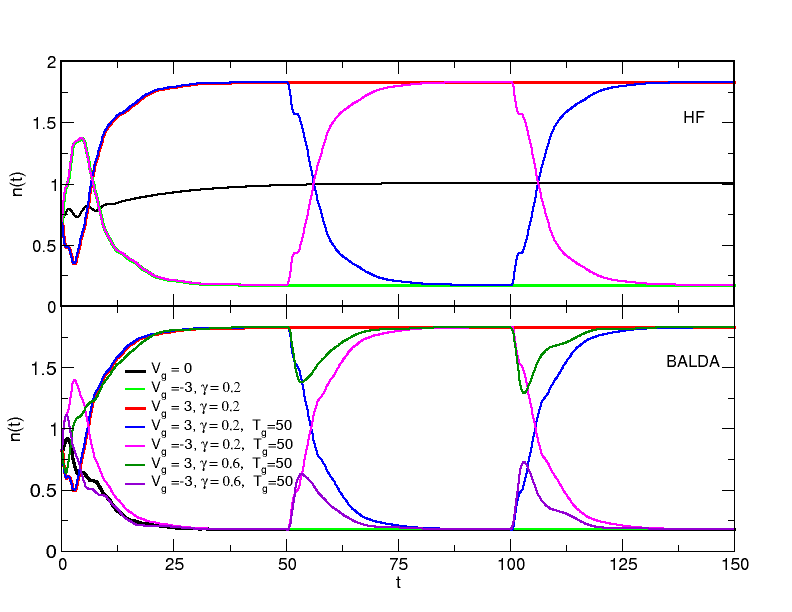 2
1.5
n(t)
1
0.5
0
HF
1.5
n(t)
1
0.5
0
BALDA
V_g = 0
V_g =-3, γ = 0.2
V_g = 3, γ = 0.2
V_g = 3, γ = 0.2, T_g=50
V_g =-3, γ = 0.2, T_g=50
V_g = 3, γ = 0.6, T_g=50
V_g =-3, γ = 0.6, T_g=50
0 25 50 75 100 125 150
t